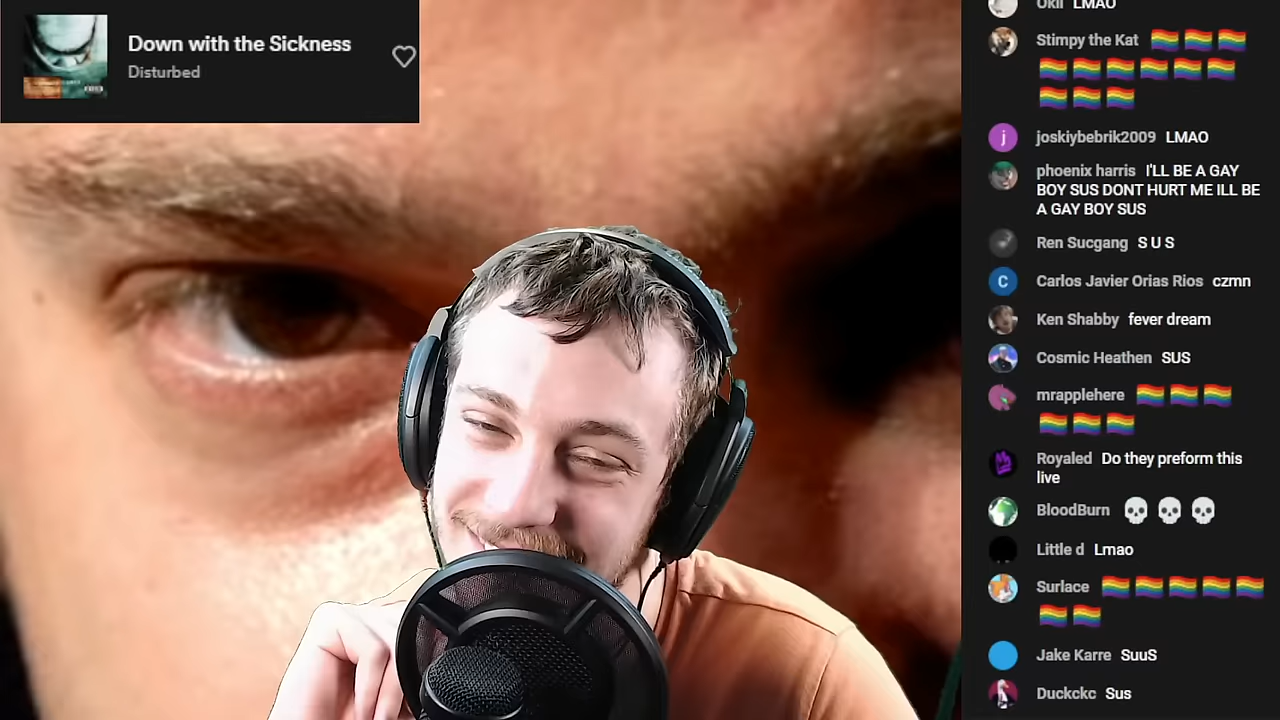 Down with the Sickness
Disturbed
Okii LMAO
Stimpy the Kat 🏳️‍🌈🏳️‍🌈🏳️‍🌈
🏳️‍🌈🏳️‍🌈🏳️‍🌈🏳️‍🌈🏳️‍🌈🏳️‍🌈
🏳️‍🌈🏳️‍🌈🏳️‍🌈
j joskiybebrik2009 LMAO
phoenix harris I'LL BE A GAY
BOY SUS DONT HURT ME ILL BE
A GAY BOY SUS
Ren Sucgang S U S
C Carlos Javier Orias Rios czmn
Ken Shabby fever dream
Cosmic Heathen SUS
mrapplehere 🏳️‍🌈🏳️‍🌈🏳️‍🌈
🏳️‍🌈🏳️‍🌈🏳️‍🌈
Royaled Do they preform this
live
BloodBurn 💀💀💀
Little d Lmao
Surlace 🏳️‍🌈🏳️‍🌈🏳️‍🌈🏳️‍🌈🏳️‍🌈
🏳️‍🌈🏳️‍🌈
Jake Karre SuuS
Duckckc Sus